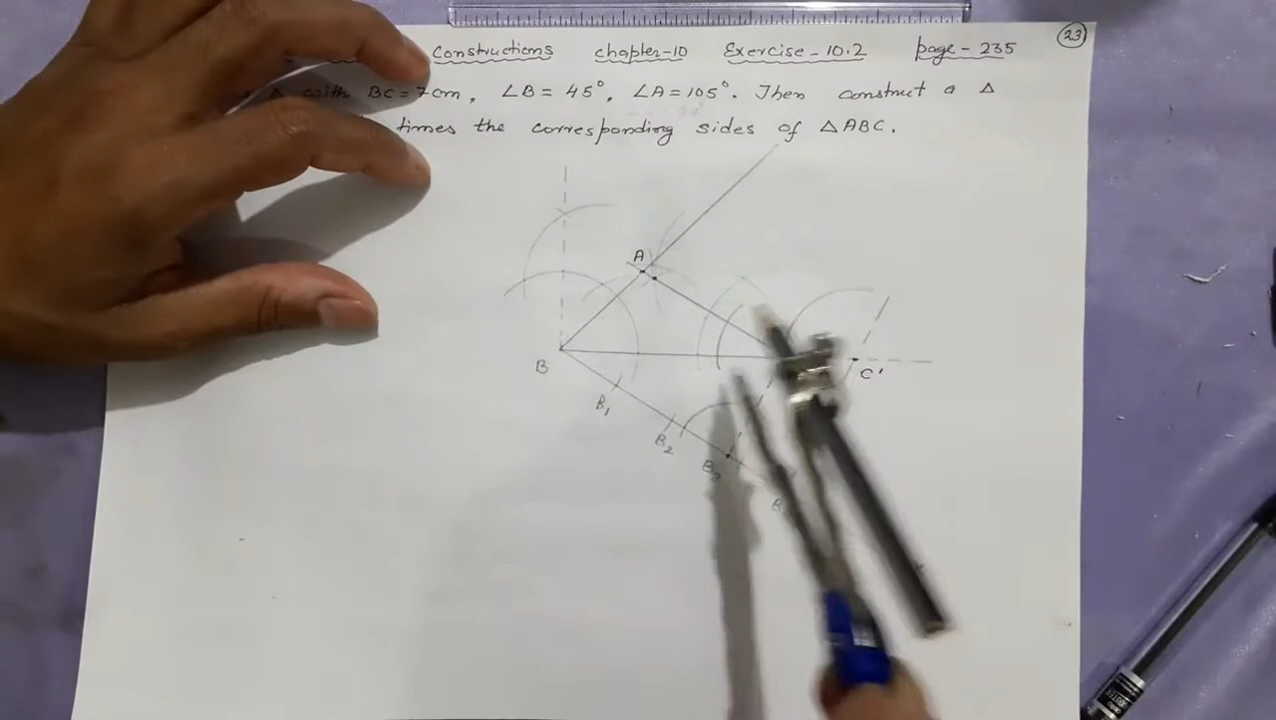 Constructions chapter-10 Exercise-10.2 page-235
23
△ with BC=7cm, ∠B=45°, ∠A=105°. Then construct a △
times the corresponding sides of △ABC.
A
B
C'
B1
B2
B3